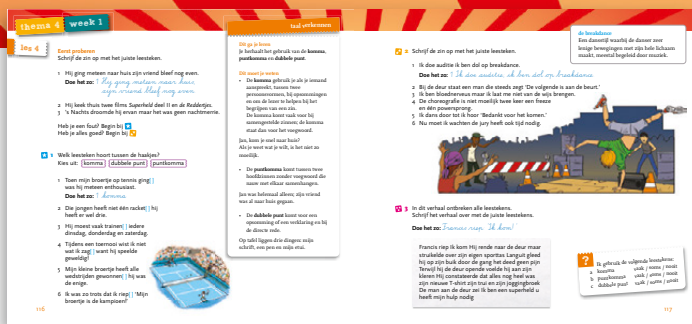 thema 4 week 1
les 4
Eerst proberen
Schrijf de zin op met het juiste leesteken.
1 Hij ging meteen naar huis zijn vriend bleef nog even.
Doe het zo: 1 Hij ging meteen naar huis;
zijn vriend bleef nog even.
2 Hij keek thuis twee films Superheld deel II en de Reddertjes.
3 's Nachts droomde hij ervan maar het was geen nachtmerrie.
Heb je een fout? Begin bij
Heb je alles goed? Begin bij
1 Welk leesteken hoort tussen de haakjes?
Kies uit: komma dubbele punt puntkomma
1 Toen mijn broertje op tennis ging[ ]
was hij meteen enthousiast.
Doe het zo: 1 komma
2 Die jongen heeft niet één racket[ ] hij
heeft er wel drie.
3 Hij moest vaak trainen[ ] iedere
dinsdag, donderdag en zaterdag.
4 Tijdens een toernooi wist ik niet
wat ik zag[ ] want hij speelde
geweldig!
5 Mijn kleine broertje heeft alle
wedstrijden gewonnen[ ] hij was
de enige.
6 Ik was zo trots dat ik riep[ ] 'Mijn
broertje is de kampioen!'
116
taal verkennen
Dit ga je leren
Je herhaalt het gebruik van de komma,
puntkomma en dubbele punt.
Dit moet je weten
• De komma gebruik je als je iemand
aanspreekt, tussen twee
persoonsvormen, bij opsommingen
en om de lezer te helpen bij het
begrijpen van een zin.
De komma komt vaak voor bij
samengestelde zinnen; de komma
staat dan voor het voegwoord.
Jan, kom je snel naar huis?
Als je weet wat je wilt, is het niet zo
moeilijk.
• De puntkomma komt tussen twee
hoofdzinnen zonder voegwoord die
nauw met elkaar samenhangen.
Jan was helemaal alleen; zijn vriend
was al naar huis gegaan.
• De dubbele punt komt voor een
opsomming of een verklaring en bij
de directe rede.
Op tafel liggen drie dingen: mijn
schrift, een pen en mijn etui.
2 Schrijf de zin op met het juiste leesteken.
1 Ik doe auditie ik ben dol op breakdance.
Doe het zo: 1 Ik doe auditie; ik ben dol op breakdance.
2 Bij de deur staat een man die steeds zegt 'De volgende is aan de beurt.'
3 Ik ben bloednerveus maar ik laat me niet van de wijs brengen.
4 De choreografie is niet moeilijk twee keer een freeze
en één powersprong.
5 Ik dans door tot ik hoor 'Bedankt voor het komen.'
6 Nu moet ik wachten de jury heeft ook tijd nodig.
de breakdance
Een dansstijl waarbij de danser zeer
lenige bewegingen met zijn hele lichaam
maakt, meestal begeleid door muziek.
3 In dit verhaal ontbreken alle leestekens.
Schrijf het verhaal over met de juiste leestekens.
Doe het zo: Francis riep: 'Ik kom!'
Francis riep Ik kom Hij rende naar de deur maar
struikelde over zijn eigen sporttas Languit gleed
hij op zijn buik door de gang het deed geen pijn
Terwijl hij de deur opende voelde hij aan zijn
kleren Hij constateerde dat alles nog heel was
zijn nieuwe T-shirt zijn trui en zijn joggingbroek
De man aan de deur zei Ik ben een superheld u
heeft mijn hulp nodig
? Ik gebruik de volgende leestekens:
a komma vaak / soms / nooit
b puntkomma vaak / soms / nooit
c dubbele punt vaak / soms / nooit
117